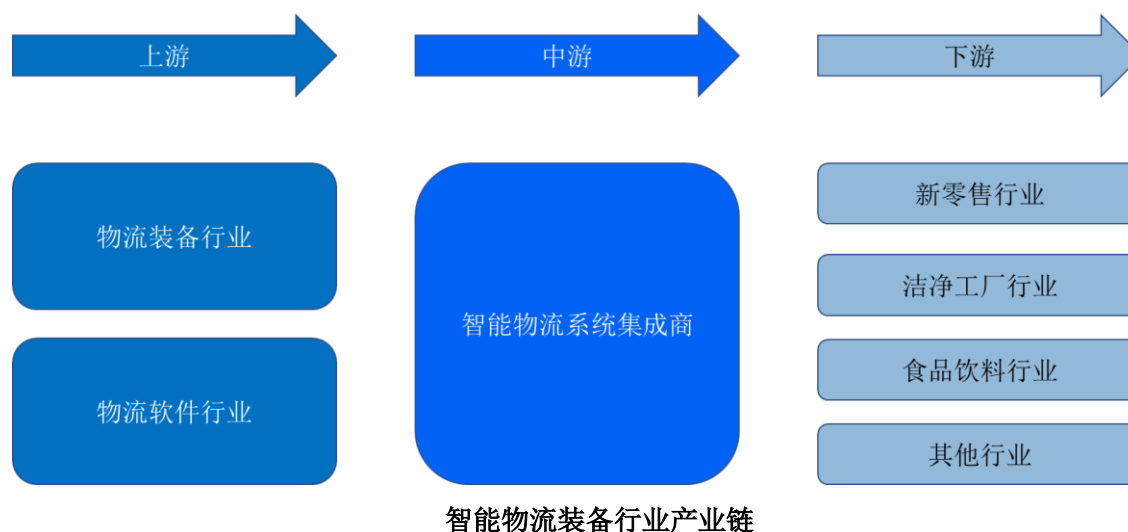 上游
中游
下游
物流装备行业
物流软件行业
智能物流系统集成商
新零售行业
洁净工厂行业
食品饮料行业
其他行业
智能物流装备行业产业链